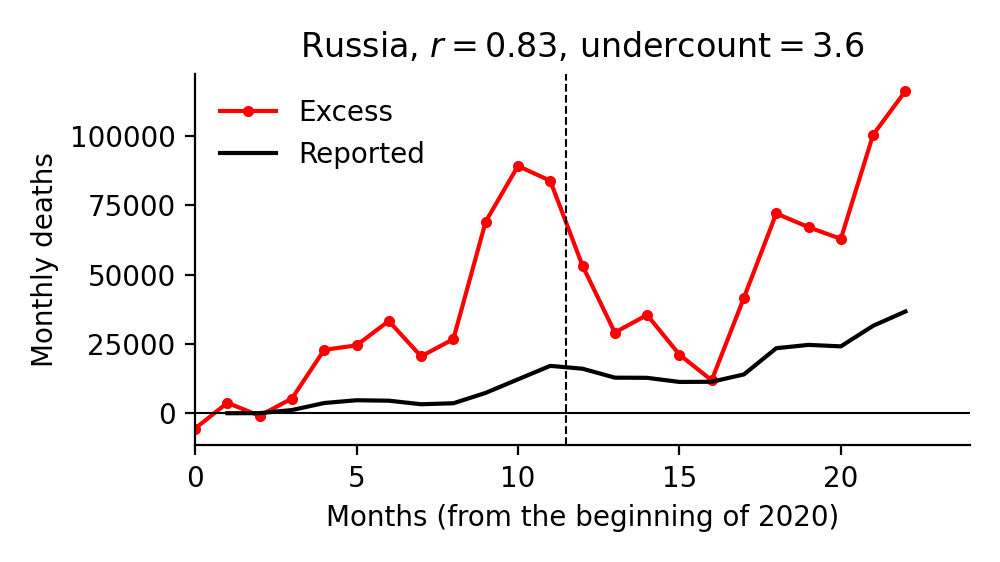 Russia, r = 0.83, undercount = 3.6
Excess
Reported
Monthly deaths
100000
75000
50000
25000
0
0 5 10 15 20
Months (from the beginning of 2020)